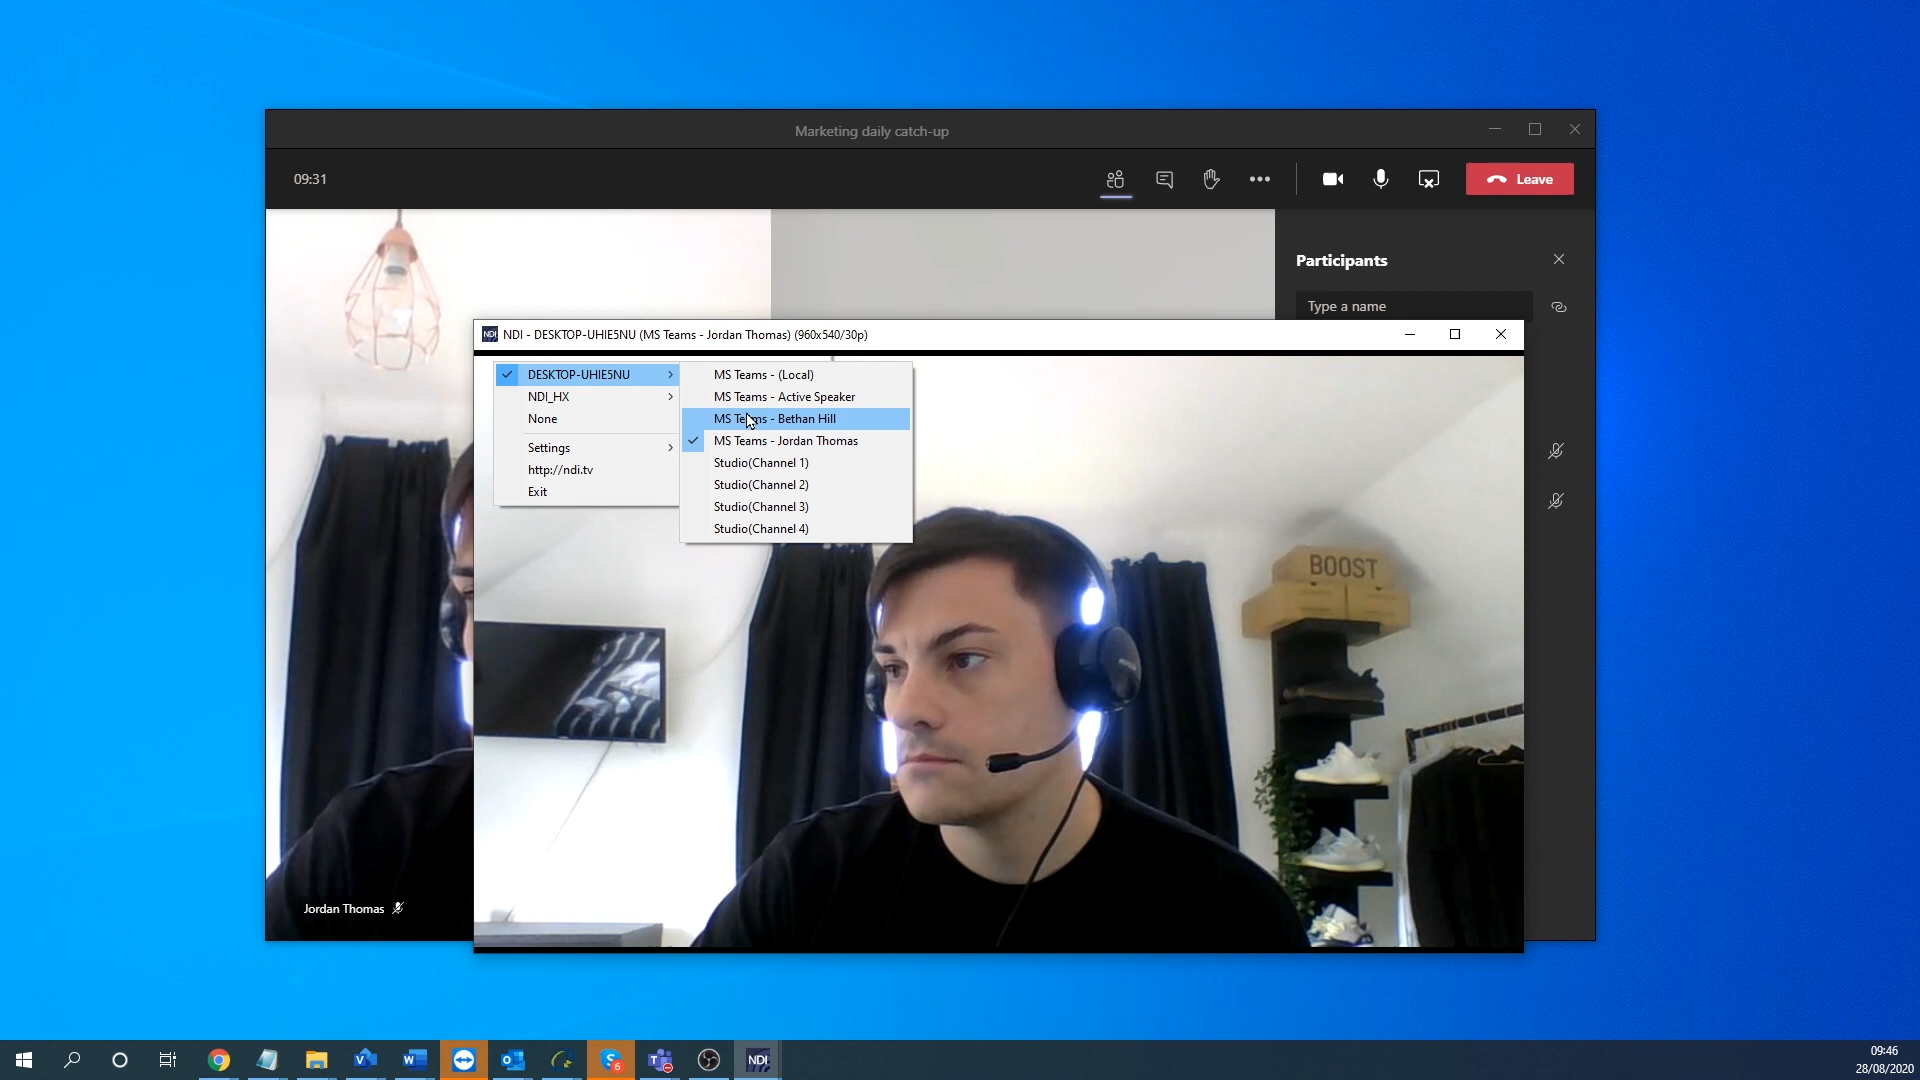 Marketing daily catch-up
09:31
Leave
Participants
Type a name
NDI NDI - DESKTOP-UHIE5NU (MS Teams - Jordan Thomas) (960x540/30p)
DESKTOP-UHIE5NU
NDI_HX
None
Settings
http://ndi.tv
Exit
MS Teams - (Local)
MS Teams - Active Speaker
MS Teams - Bethan Hill
MS Teams - Jordan Thomas
Studio(Channel 1)
Studio(Channel 2)
Studio(Channel 3)
Studio(Channel 4)
BOOST
Jordan Thomas
6
NDI
09:46
28/08/2020